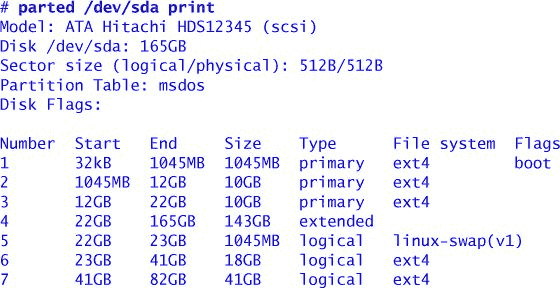 # parted /dev/sda print
Model: ATA Hitachi HDS12345 (scsi)
Disk /dev/sda: 165GB
Sector size (logical/physical): 512B/512B
Partition Table: msdos
Disk Flags:
Number Start End Size Type File system Flags
1 32kB 1045MB 1045MB primary ext4 boot
2 1045MB 12GB 10GB primary ext4
3 12GB 22GB 10GB primary ext4
4 22GB 165GB 143GB extended
5 22GB 23GB 1045MB logical linux-swap(v1)
6 23GB 41GB 18GB logical ext4
7 41GB 82GB 41GB logical ext4